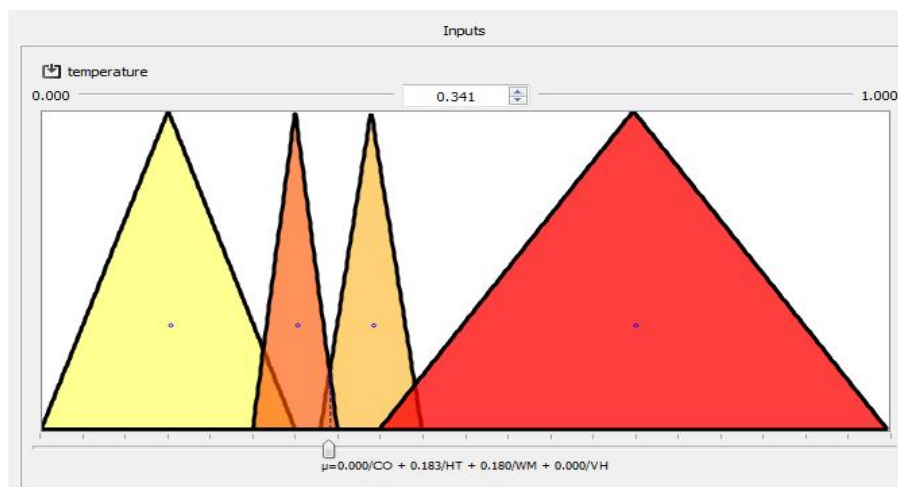 Inputs
temperature
0.000 0.341 1.000
μ=0.000/CO + 0.183/HT + 0.180/WM + 0.000/VH